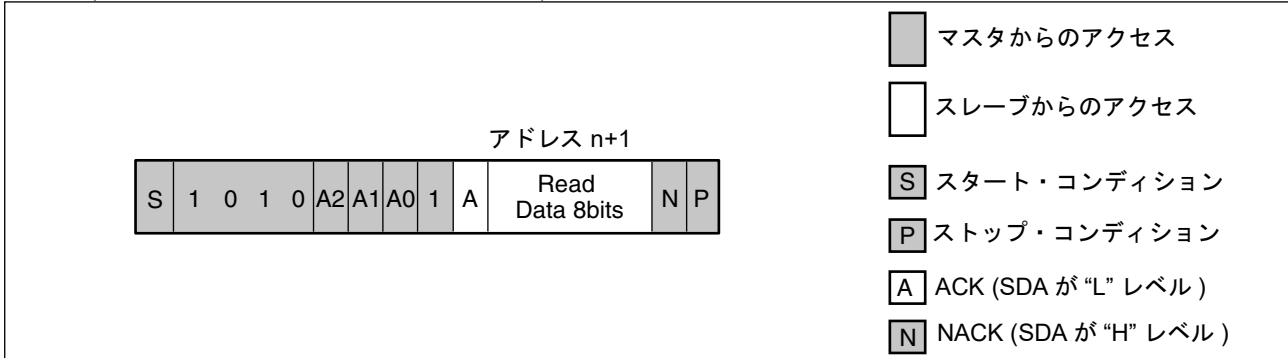 アドレス n+1
S 1 0 1 0 A2 A1 A0 1 A Read Data 8bits N P
マスタからのアクセス
スレーブからのアクセス
S スタート・コンディション
P ストップ・コンディション
A ACK (SDA が “L” レベル )
N NACK (SDA が “H” レベル )